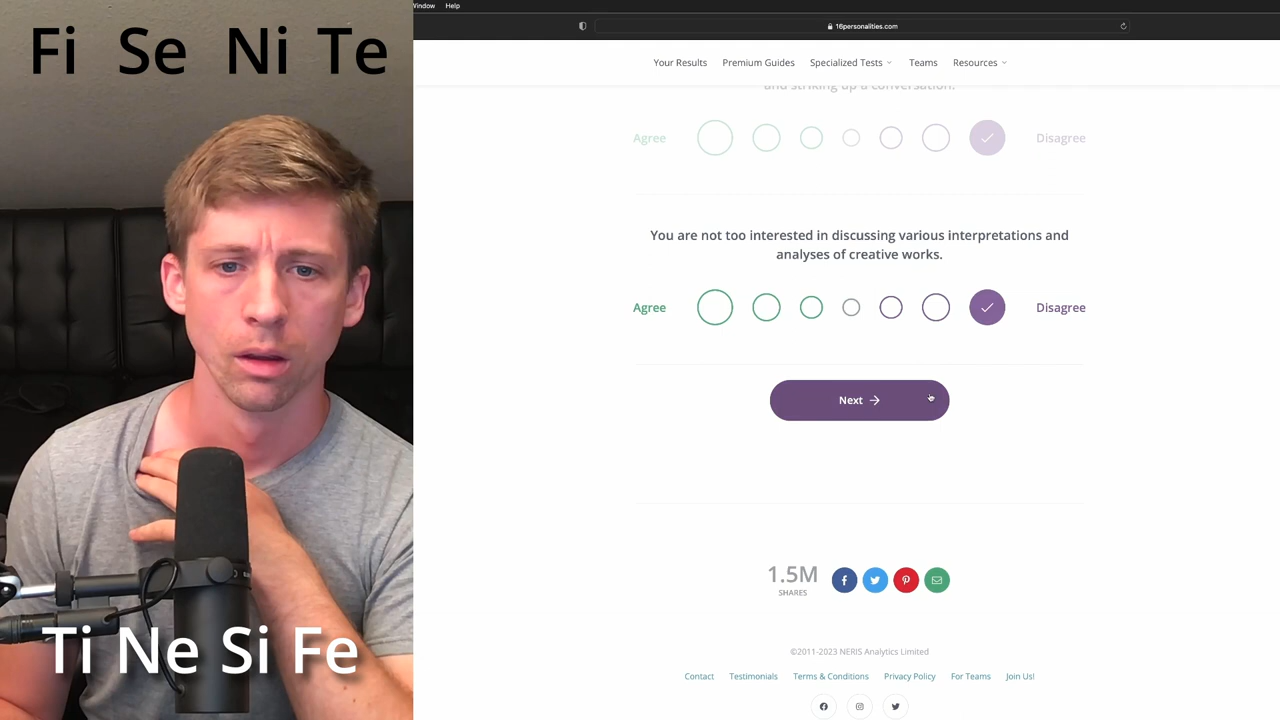 Fi Se Ni Te
Ti Ne Si Fe
Window Help
16personalities.com
Your Results Premium Guides Specialized Tests Teams Resources
and striking up a conversation.
Agree Disagree
You are not too interested in discussing various interpretations and
analyses of creative works.
Agree Disagree
Next →
1.5M
SHARES
©2011-2023 NERIS Analytics Limited
Contact Testimonials Terms & Conditions Privacy Policy For Teams Join Us!